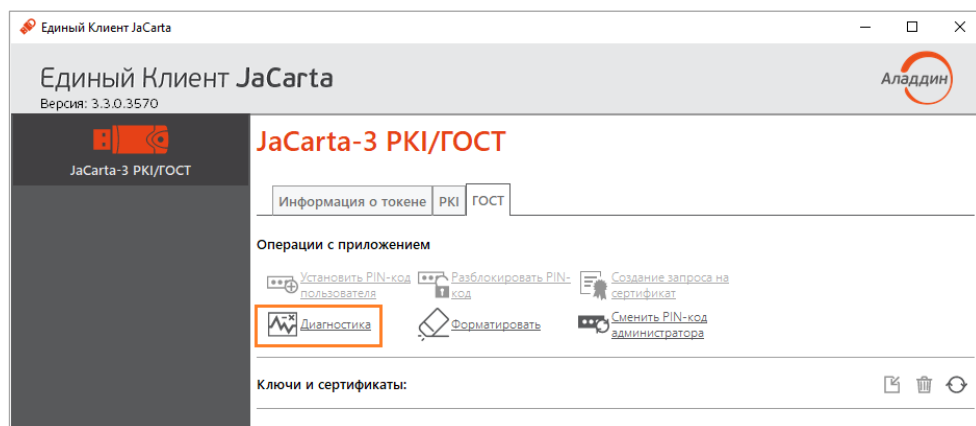 Единый Клиент JaCarta
Единый Клиент JaCarta
Версия: 3.3.0.3570
Аладдин
JaCarta-3 PKI/ГОСТ
JaCarta-3 PKI/ГОСТ
Информация о токене PKI ГОСТ
Операции с приложением
Установить PIN-код Разблокировать PIN- Создание запроса на
пользователя код сертификат
Диагностика Форматировать Сменить PIN-код
администратора
Ключи и сертификаты: